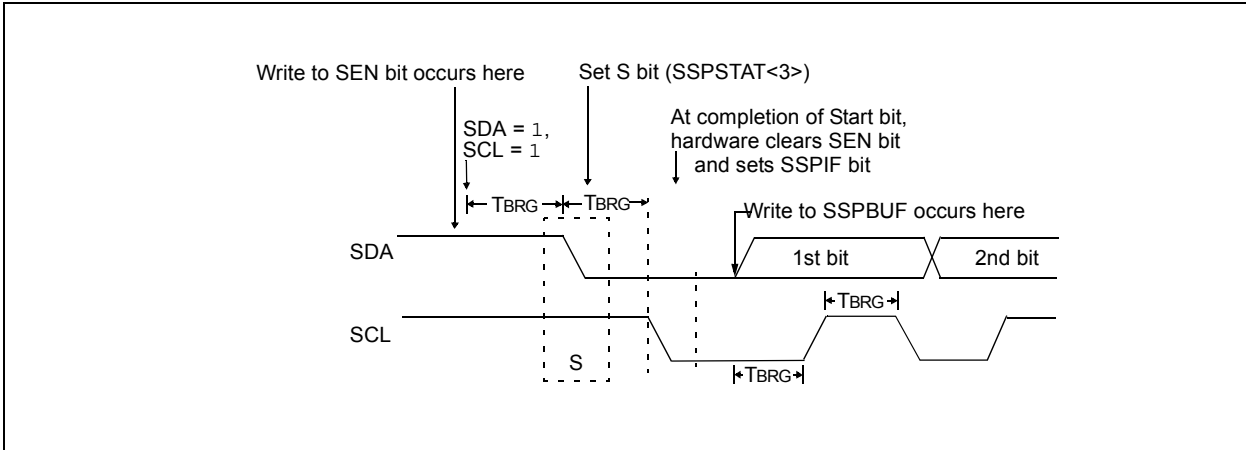 Write to SEN bit occurs here
Set S bit (SSPSTAT<3>)
At completion of Start bit,
hardware clears SEN bit
and sets SSPIF bit
SDA = 1,
SCL = 1
TBRG
TBRG
Write to SSPBUF occurs here
SDA
1st bit
2nd bit
TBRG
SCL
S
TBRG